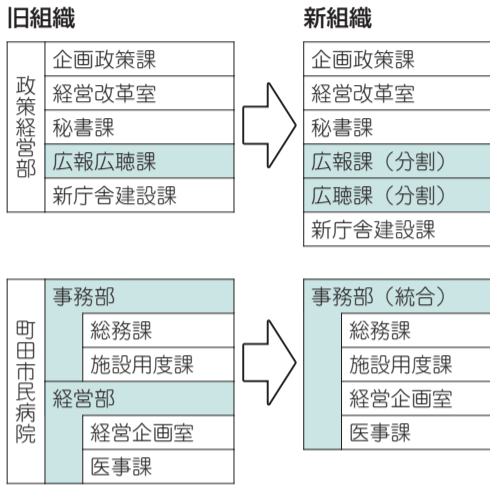 旧組織
新組織
政策経営部
企画政策課
経営改革室
秘書課
広報広聴課
新庁舎建設課
企画政策課
経営改革室
秘書課
広報課（分割）
広聴課（分割）
新庁舎建設課
町田市民病院
事務部
総務課
施設用度課
経営部
経営企画室
医事課
事務部（統合）
総務課
施設用度課
経営企画室
医事課